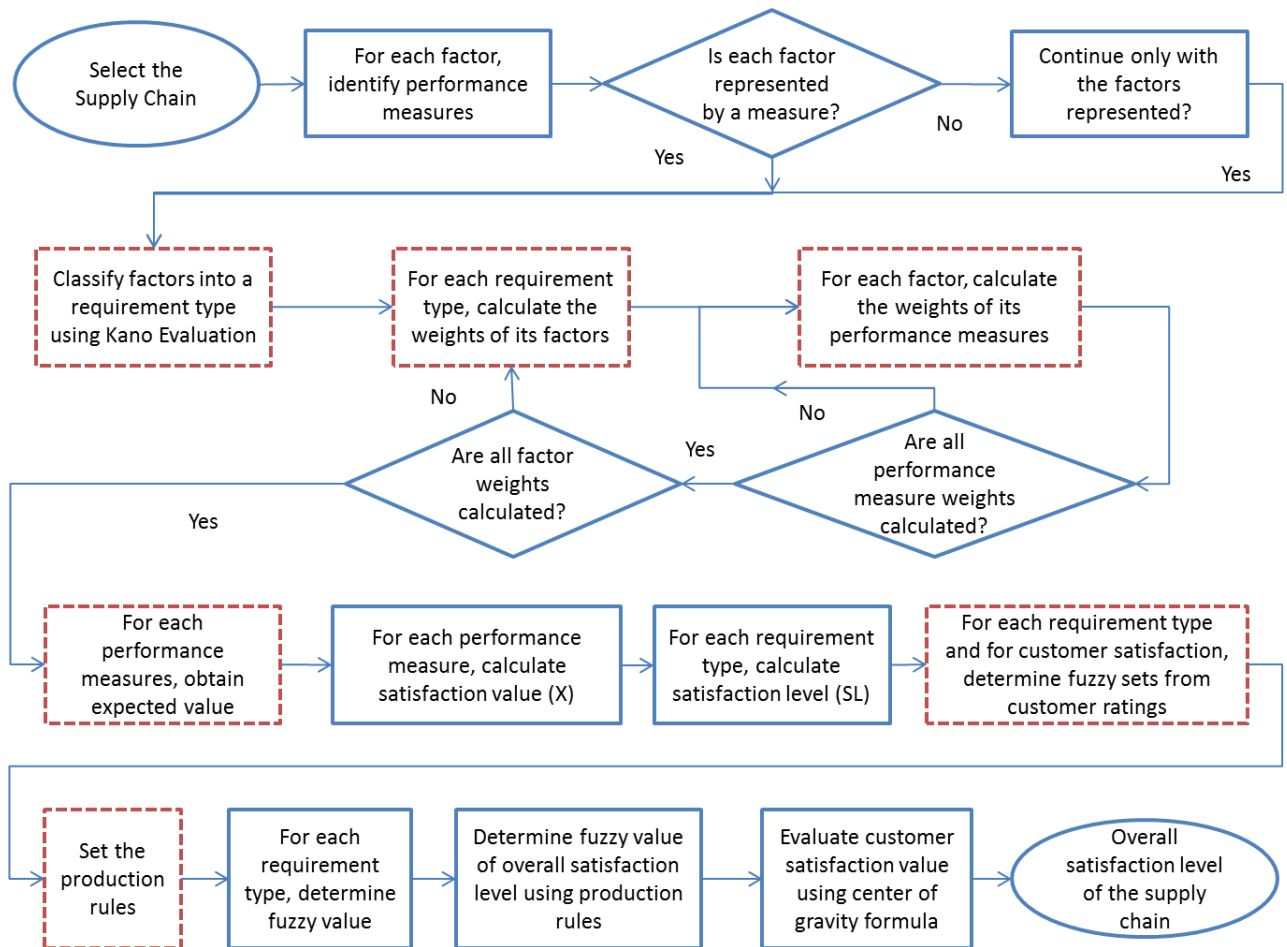 Select the
Supply Chain
For each factor,
identify performance
measures
Is each factor
represented
by a measure?
No
Continue only with
the factors
represented?
Yes
Yes
Classify factors into a
requirement type
using Kano Evaluation
For each requirement
type, calculate the
weights of its factors
For each factor, calculate
the weights of its
performance measures
No
No
Are all factor
weights
calculated?
Yes
Are all
performance
measure weights
calculated?
Yes
For each
performance
measures, obtain
expected value
For each performance
measure, calculate
satisfaction value (X)
For each requirement
type, calculate
satisfaction level (SL)
For each requirement type
and for customer satisfaction,
determine fuzzy sets from
customer ratings
Set the
production
rules
For each
requirement
type, determine
fuzzy value
Determine fuzzy value
of overall satisfaction
level using production
rules
Evaluate customer
satisfaction value
using center of
gravity formula
Overall
satisfaction level
of the supply
chain